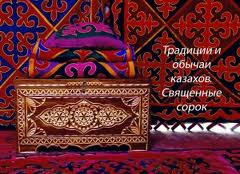 Традиции и
обычаи
казахов.
Священные
сорок